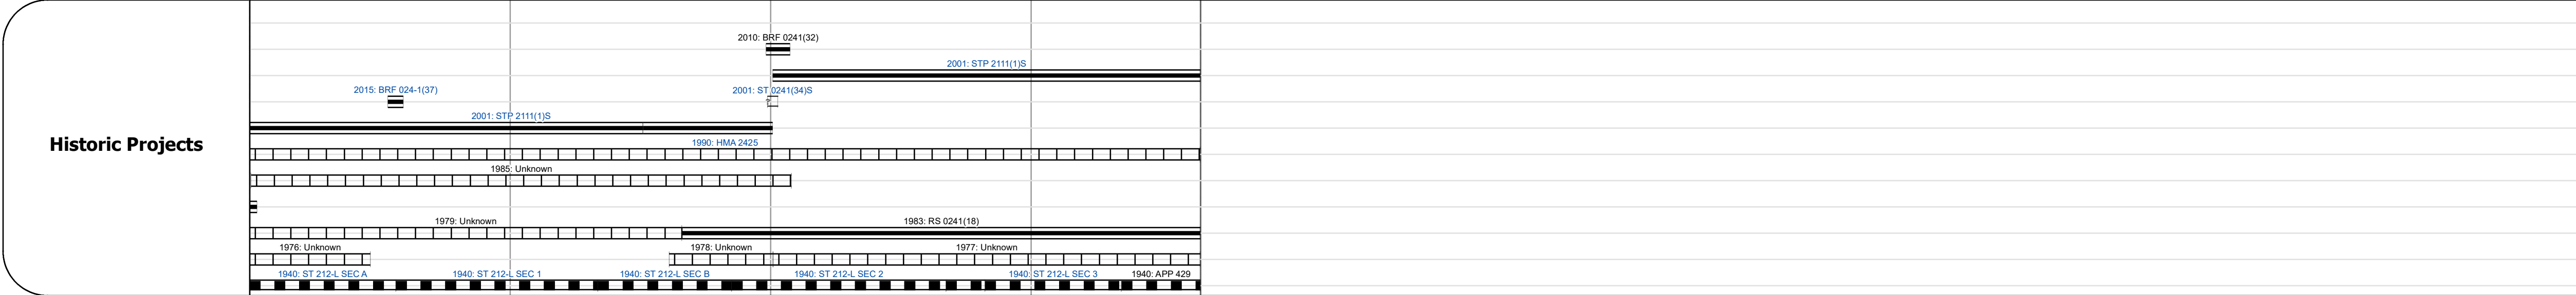 2010: BRF 0241(32)
2001: STP 2111(1)S
2015: BRF 024-1(37)
2001: ST 0241(34)S
2001: STP 2111(1)S
Historic Projects
1990: HMA 2425
1985: Unknown
1979: Unknown
1983: RS 0241(18)
1976: Unknown
1978: Unknown
1977: Unknown
1940: ST 212-L SEC A
1940: ST 212-L SEC 1
1940: ST 212-L SEC B
1940: ST 212-L SEC 2
1940: ST 212-L SEC 3
1940: APP 429